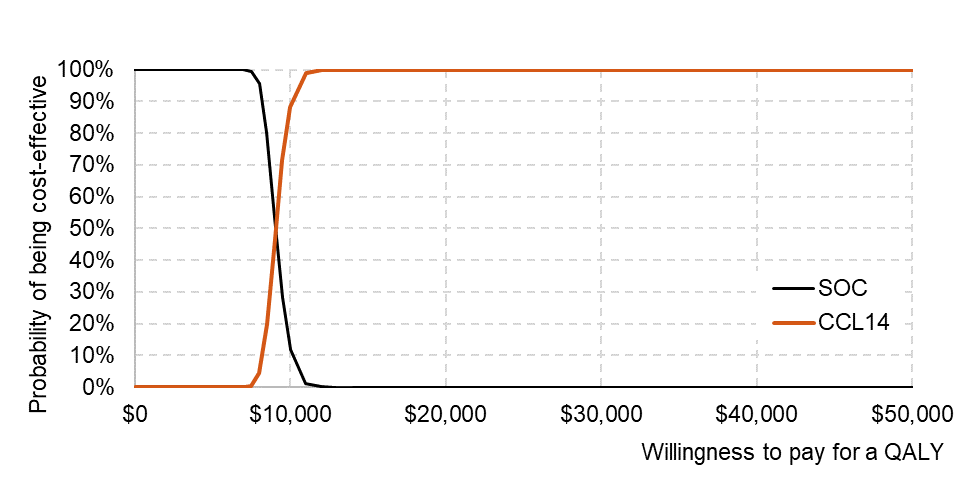 Probability of being cost-effective
100%
90%
80%
70%
60%
50%
40%
30%
20%
10%
0%
SOC
CCL14
$0 $10,000 $20,000 $30,000 $40,000 $50,000
Willingness to pay for a QALY